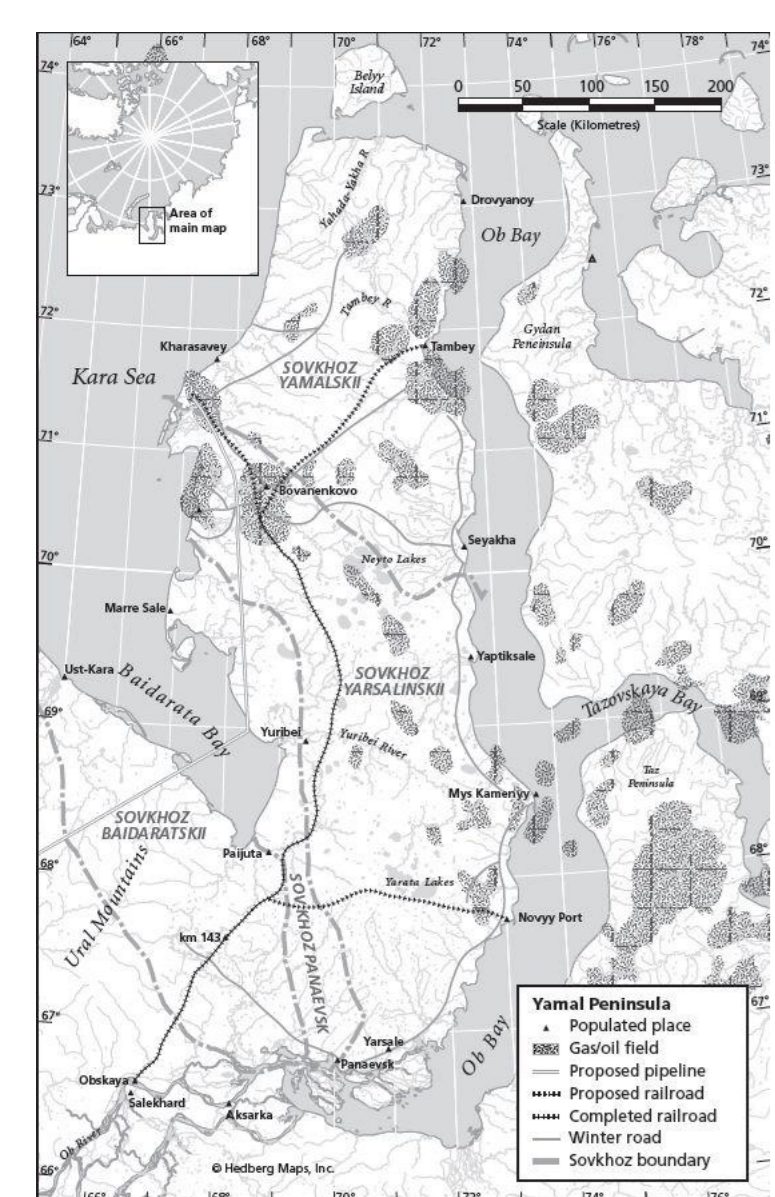 64°
66°
68°
70°
72°
74°
76°
78°
74°
74°
Belyy
Island
0 50 100 150 200
Scale (Kilometres)
Area of
main map
73°
73°
Yahada-Yakha R
Drovyanoy
Ob Bay
72°
72°
Tambey R
Gydan
Peneinsula
Kharasavey
Tambey
SOVKHOZ
YAMALSKII
Kara Sea
71°
71°
Bovanenkovo
Seyakha
70°
70°
Neyto Lakes
Marre Sale
Yaptiksale
Ust-Kara
Baidarata Bay
SOVKHOZ
YARSALINSKII
Tazovskaya Bay
69°
69°
Yuribei
Yuribei River
Taz
Peninsula
Mys Kamenyy
SOVKHOZ
BAIDARATSKII
Ural Mountains
Paijuta
68°
68°
Yarata Lakes
SOVKHOZ PANAEVSK
km 143
Novyy Port
67°
67°
Ob Bay
Yarsale
Panaevsk
Obskaya
Salekhard
Aksarka
Ob River
66°
© Hedberg Maps, Inc.
Yamal Peninsula
Populated place
Gas/oil field
Proposed pipeline
Proposed railroad
Completed railroad
Winter road
Sovkhoz boundary
66°
68°
70°
72°
74°
76°